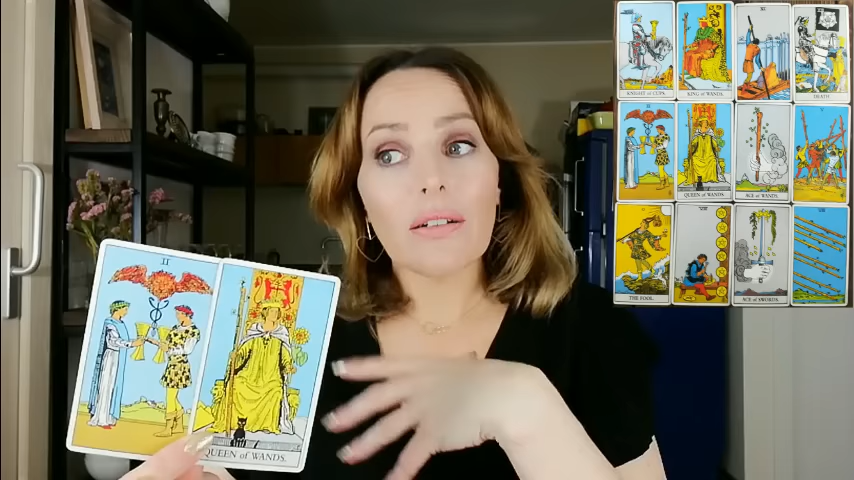 II
QUEEN of WANDS.
KNIGHT of CUPS.
KING of WANDS.
DEATH.
II
QUEEN of WANDS.
ACE of WANDS.
THE FOOL.
ACE of SWORDS.